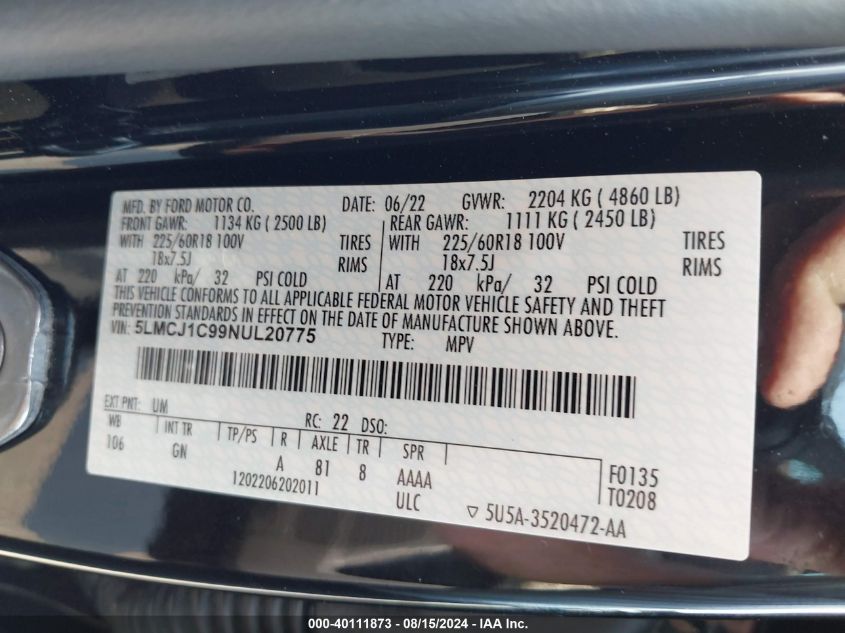 MFD. BY FORD MOTOR CO. DATE: 06/22 GVWR: 2204 KG ( 4860 LB)
FRONT GAWR: 1134 KG ( 2500 LB) REAR GAWR: 1111 KG ( 2450 LB)
WITH 225/60R18 100V TIRES WITH 225/60R18 100V TIRES
18x7.5J RIMS 18x7.5J RIMS
AT 220 kPa/ 32 PSI COLD AT 220 kPa/ 32 PSI COLD
THIS VEHICLE CONFORMS TO ALL APPLICABLE FEDERAL MOTOR VEHICLE SAFETY AND THEFT
PREVENTION STANDARDS IN EFFECT ON THE DATE OF MANUFACTURE SHOWN ABOVE.
VIN: 5LMCJ1C99NUL20775 TYPE: MPV
EXT PNT: UM RC: 22 DSO:
WB INT TR TP/PS R AXLE TR SPR
106 GN A 81 8 AAAA F0135
1202206202011 ULC T0208
▽ 5U5A-3520472-AA
000-40111873 - 08/15/2024 - IAA Inc.